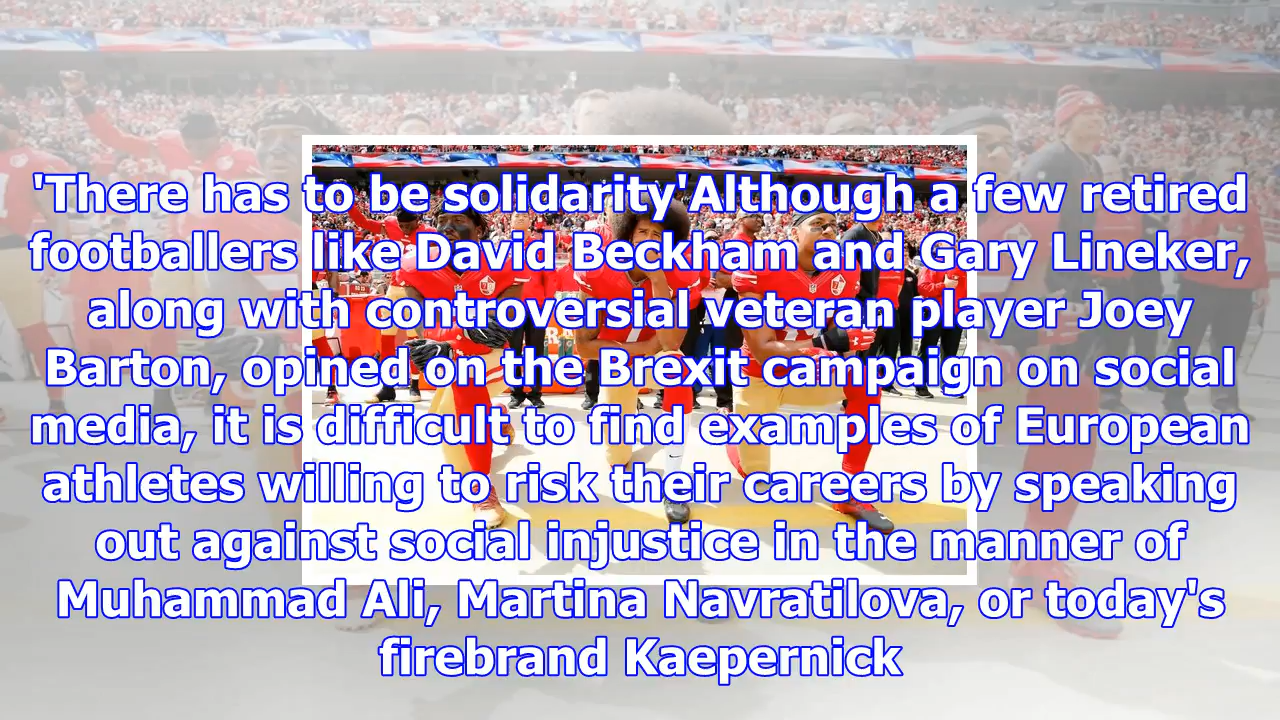 'There has to be solidarity'Although a few retired
footballers like David Beckham and Gary Lineker,
along with controversial veteran player Joey
Barton, opined on the Brexit campaign on social
media, it is difficult to find examples of European
athletes willing to risk their careers by speaking
out against social injustice in the manner of
Muhammad Ali, Martina Navratilova, or today's
firebrand Kaepernick